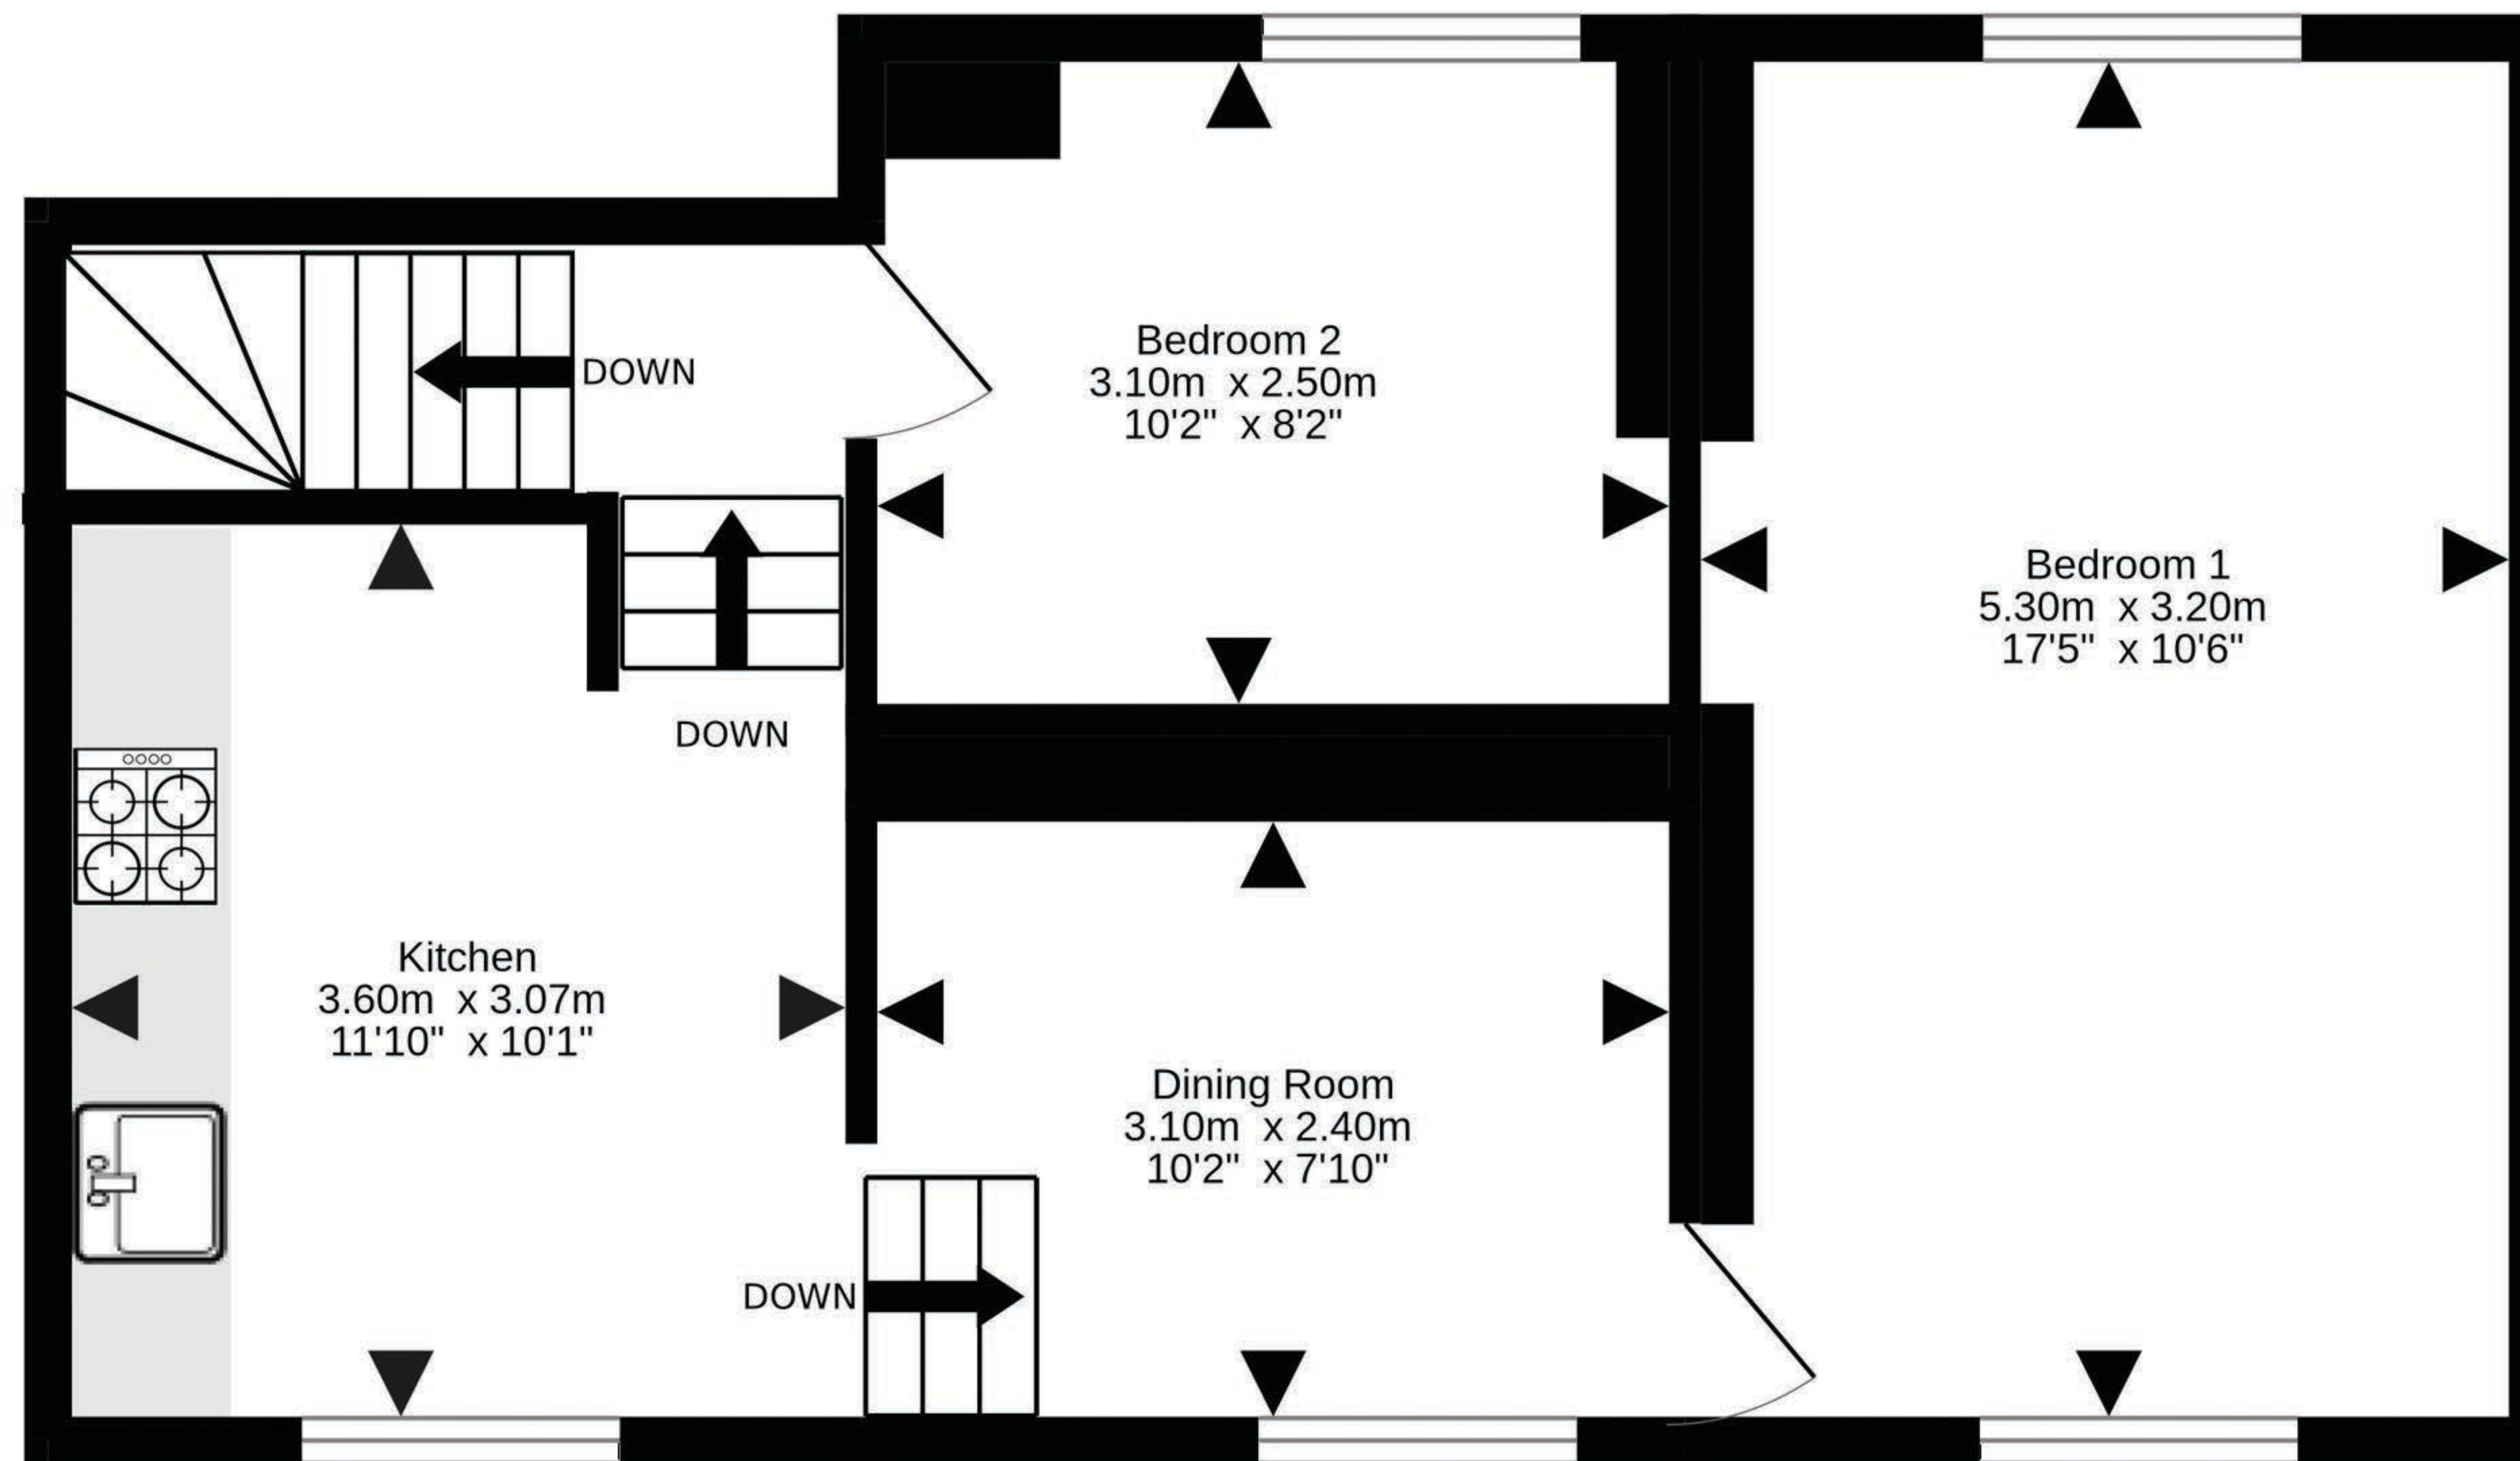 Bedroom 2
3.10m x 2.50m
10'2" x 8'2"
DOWN
Bedroom 1
5.30m x 3.20m
17'5" x 10'6"
DOWN
Kitchen
3.60m x 3.07m
11'10" x 10'1"
Dining Room
3.10m x 2.40m
10'2" x 7'10"
DOWN